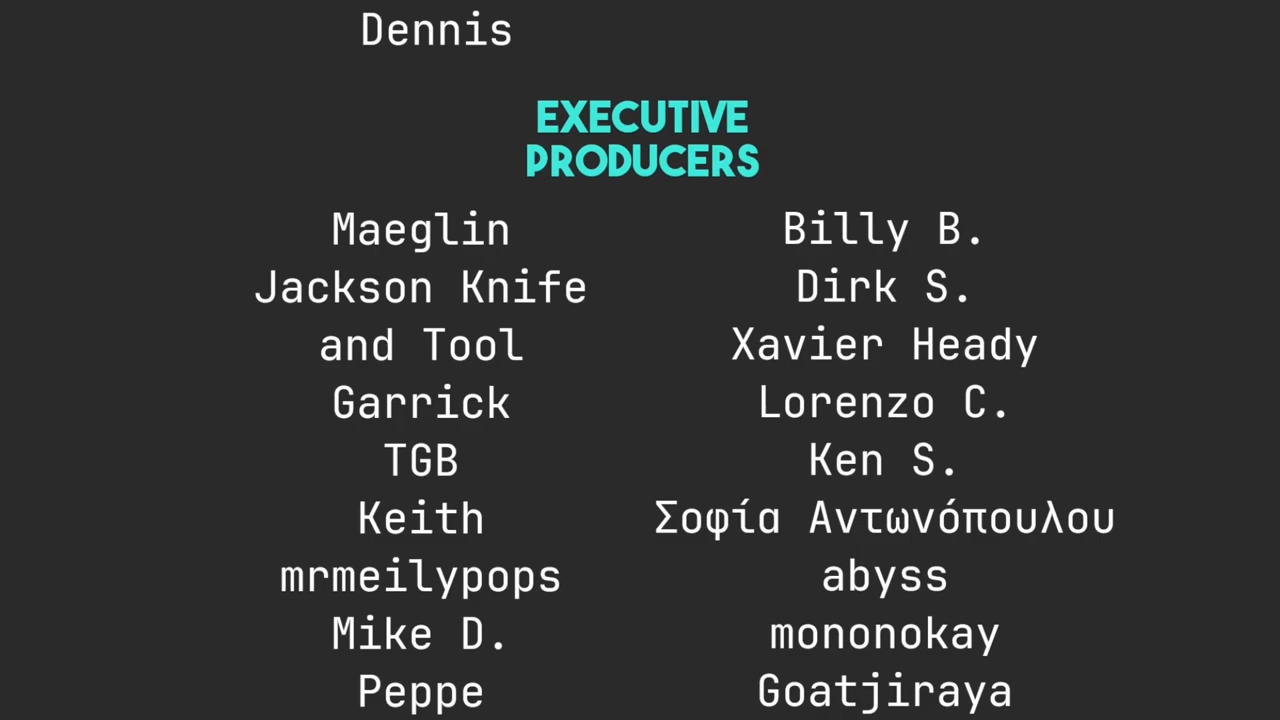 Dennis
EXECUTIVE
PRODUCERS
Maeglin
Jackson Knife
and Tool
Garrick
TGB
Keith
mrmeilypops
Mike D.
Peppe
Billy B.
Dirk S.
Xavier Heady
Lorenzo C.
Ken S.
Σοφία Αντωνόπουλου
abyss
mononokay
Goatjiraya